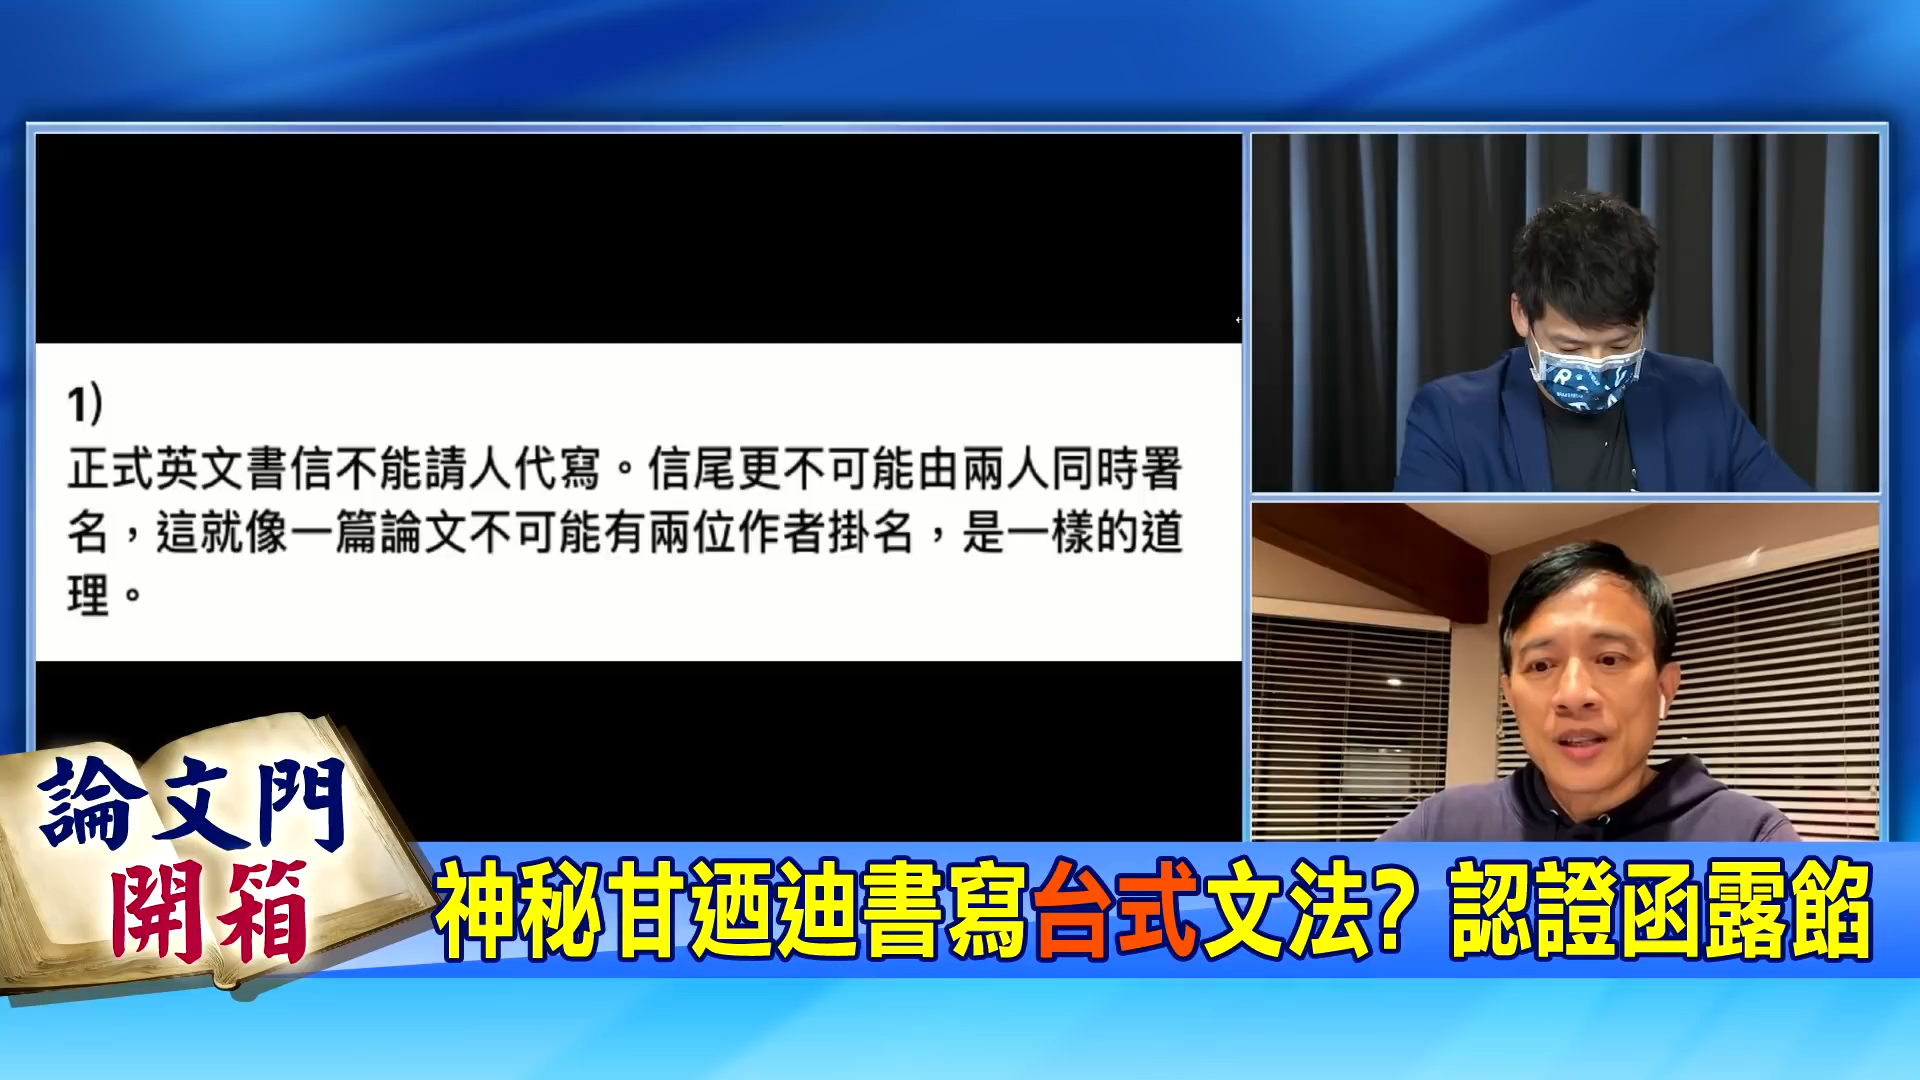 1)
正式英文書信不能請人代寫。信尾更不可能由兩人同時署
名，這就像一篇論文不可能有兩位作者掛名，是一樣的道
理。
論文門
開箱
神秘甘迺迪書寫台式文法? 認證函露餡